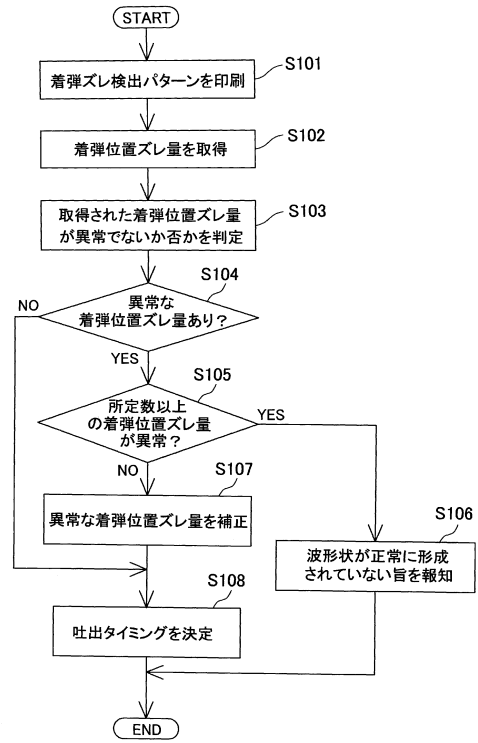 START
S101
着弾ズレ検出パターンを印刷
S102
着弾位置ズレ量を取得
S103
取得された着弾位置ズレ量
が異常でないか否かを判定
S104
異常な
着弾位置ズレ量あり？
NO
YES
S105
所定数以上
の着弾位置ズレ量
が異常？
YES
NO
S107
異常な着弾位置ズレ量を補正
S106
波形状が正常に形成
されていない旨を報知
S108
吐出タイミングを決定
END